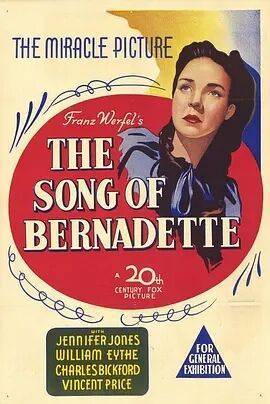 THE MIRACLE PICTURE
Franz Werfel's
THE
SONG OF
BERNADETTE
A 20th
CENTURY FOX
PICTURE
WITH
JENNIFER JONES
WILLIAM EYTHE
CHARLES BICKFORD
VINCENT PRICE
FOR
GENERAL
EXHIBITION